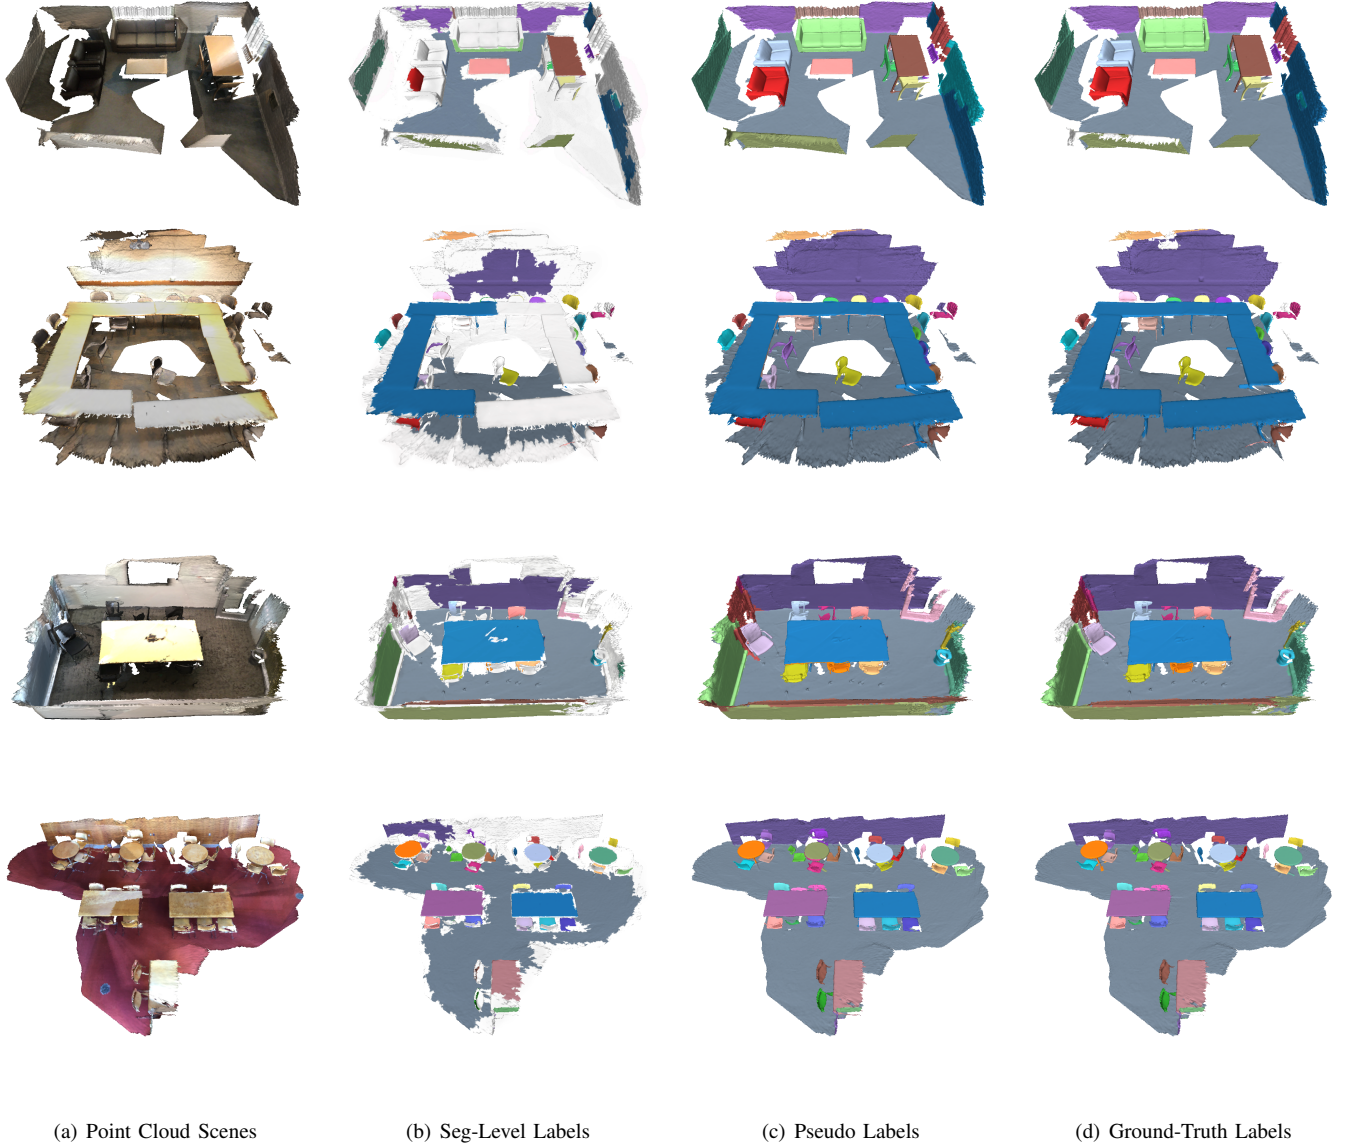 (a) Point Cloud Scenes
(b) Seg-Level Labels
(c) Pseudo Labels
(d) Ground-Truth Labels